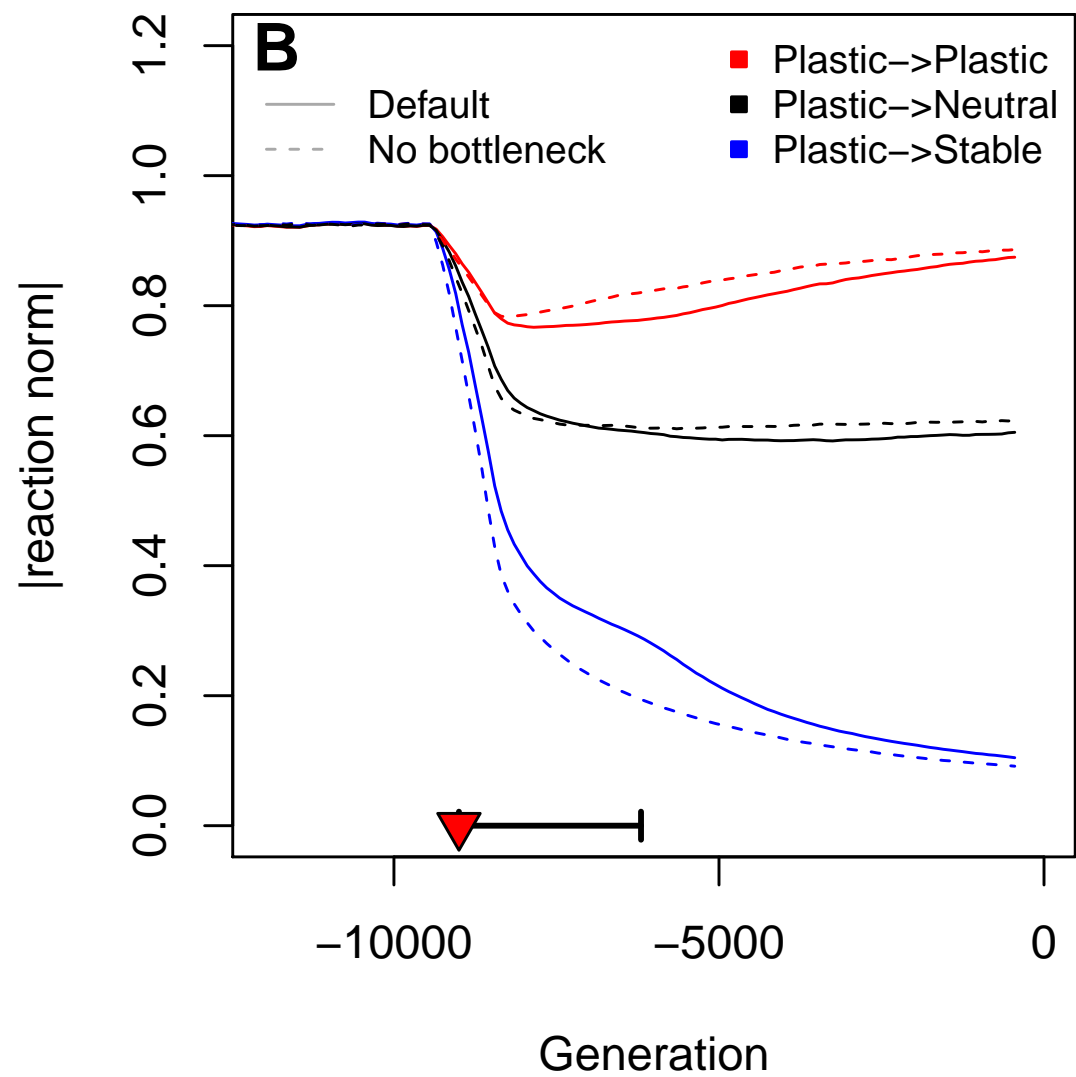 B
Default
No bottleneck
Plastic−>Plastic
Plastic−>Neutral
Plastic−>Stable
|reaction norm|
1.2
1.0
0.8
0.6
0.4
0.2
0.0
−10000
−5000
0
Generation